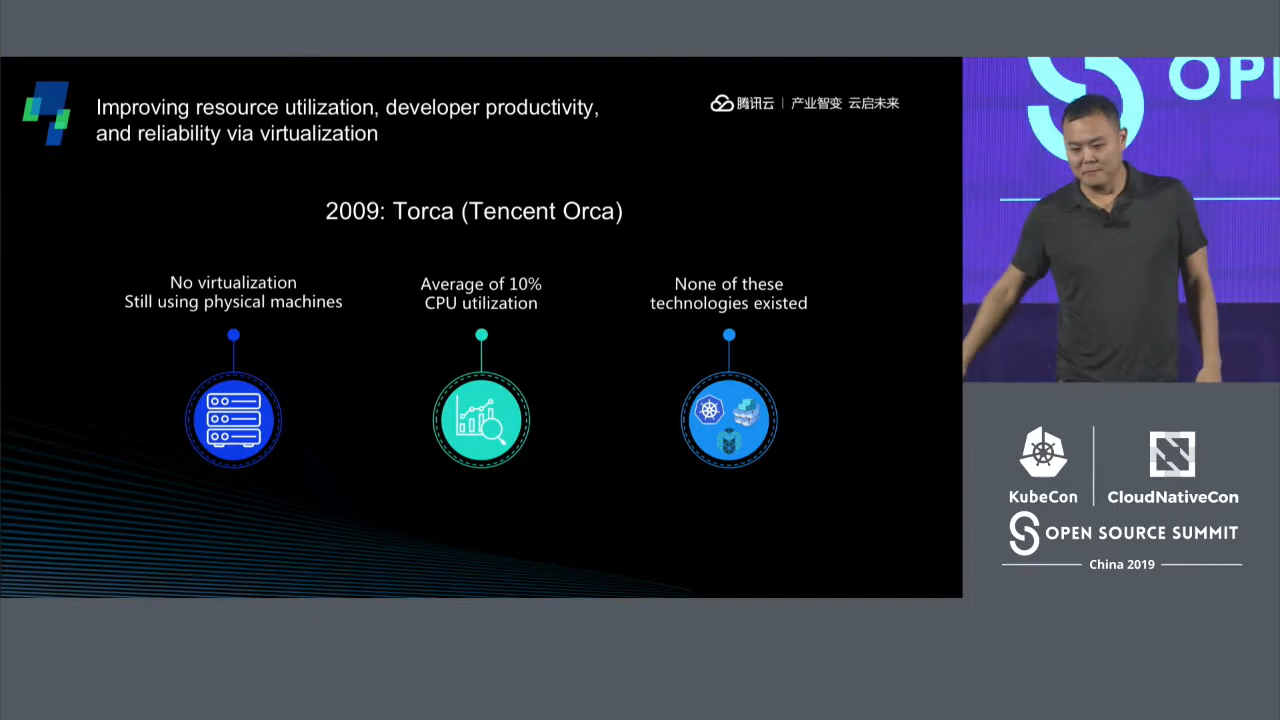 Improving resource utilization, developer productivity,
and reliability via virtualization
腾讯云 | 产业智变 云启未来
2009: Torca (Tencent Orca)
No virtualization
Still using physical machines
Average of 10%
CPU utilization
None of these
technologies existed
OPE
KubeCon
CloudNativeCon
OPEN SOURCE SUMMIT
China 2019